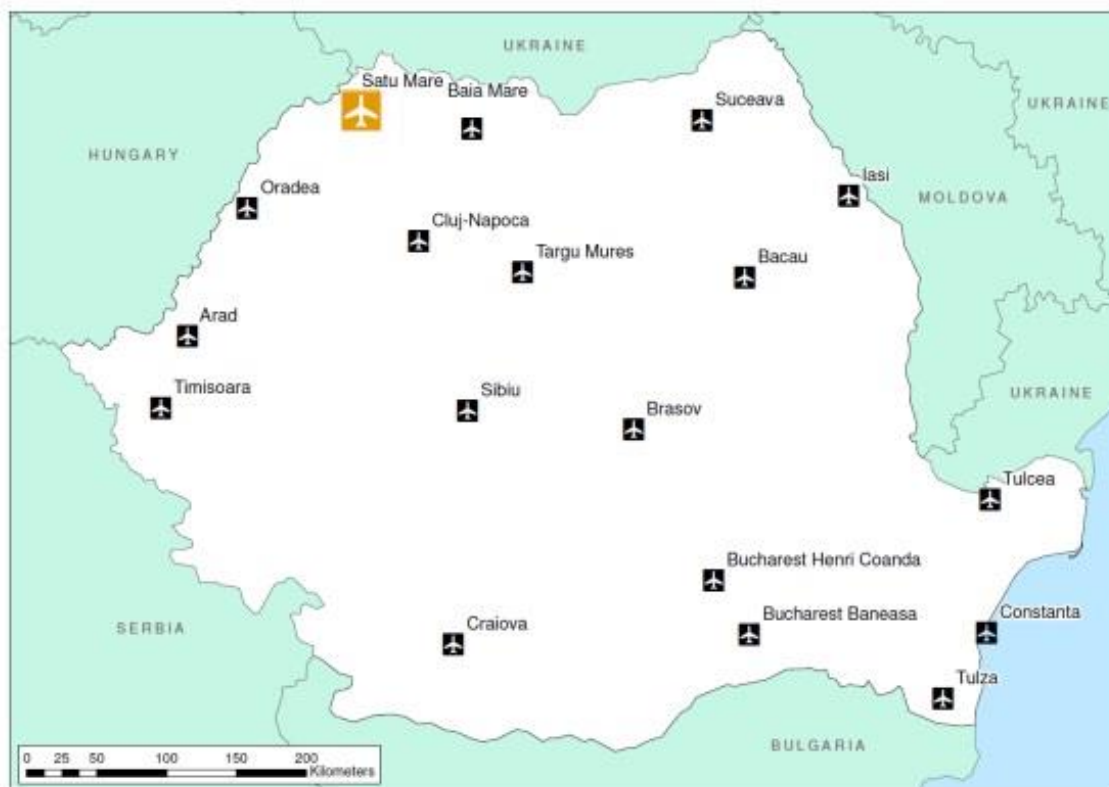 UKRAINE
Satu Mare
Baia Mare
Suceava
UKRAINE
HUNGARY
Iasi
Oradea
MOLDOVA
Cluj-Napoca
Targu Mures
Bacau
Arad
Timisoara
Sibiu
Brasov
UKRAINE
Tulcea
Bucharest Henri Coanda
Bucharest Baneasa
Constanta
SERBIA
Craiova
Tulza
BULGARIA
0 25 50 100 150 200
Kilometers